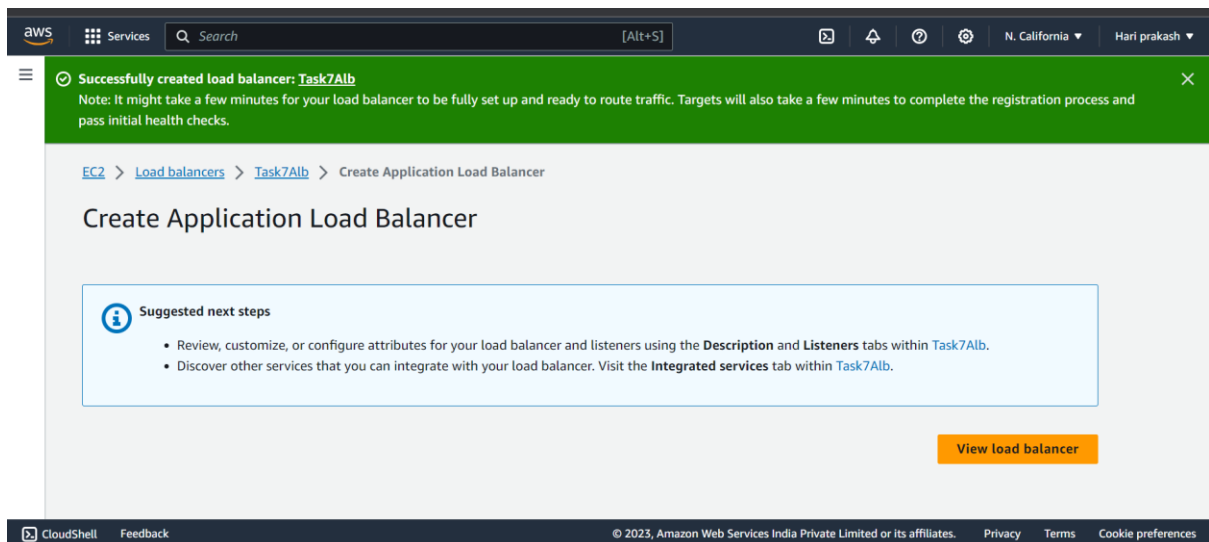 aws
Services
Search
[Alt+S]
N. California
Hari prakash
Successfully created load balancer: Task7Alb
Note: It might take a few minutes for your load balancer to be fully set up and ready to route traffic. Targets will also take a few minutes to complete the registration process and
pass initial health checks.
EC2 > Load balancers > Task7Alb > Create Application Load Balancer
Create Application Load Balancer
Suggested next steps
• Review, customize, or configure attributes for your load balancer and listeners using the Description and Listeners tabs within Task7Alb.
• Discover other services that you can integrate with your load balancer. Visit the Integrated services tab within Task7Alb.
View load balancer
CloudShell
Feedback
© 2023, Amazon Web Services India Private Limited or its affiliates.
Privacy
Terms
Cookie preferences